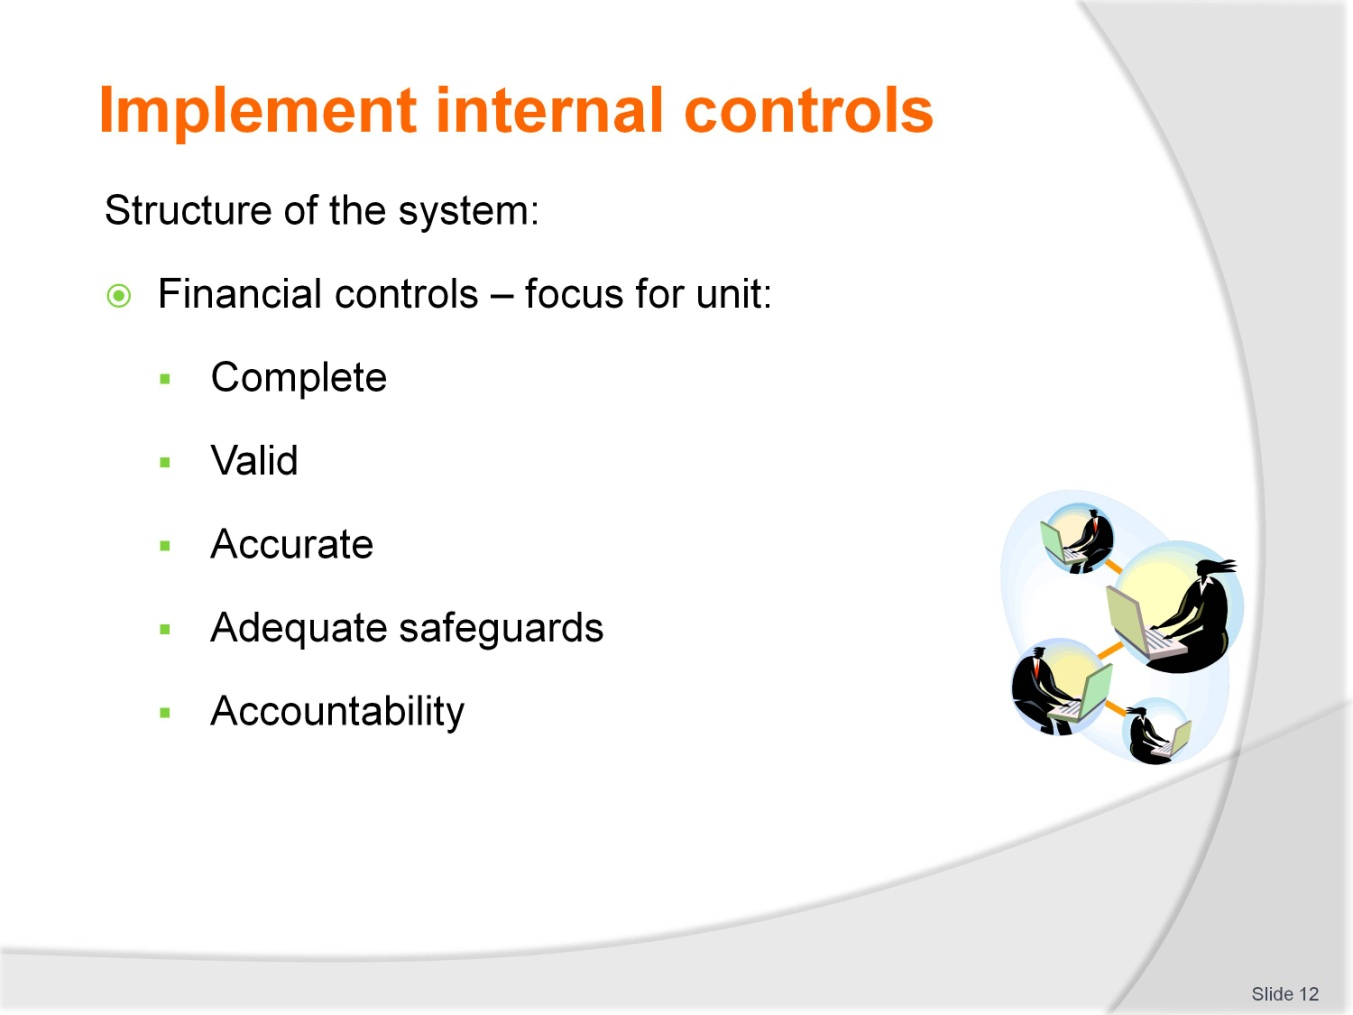 Implement internal controls
Structure of the system:
Financial controls – focus for unit:
Complete
Valid
Accurate
Adequate safeguards
Accountability
Slide 12